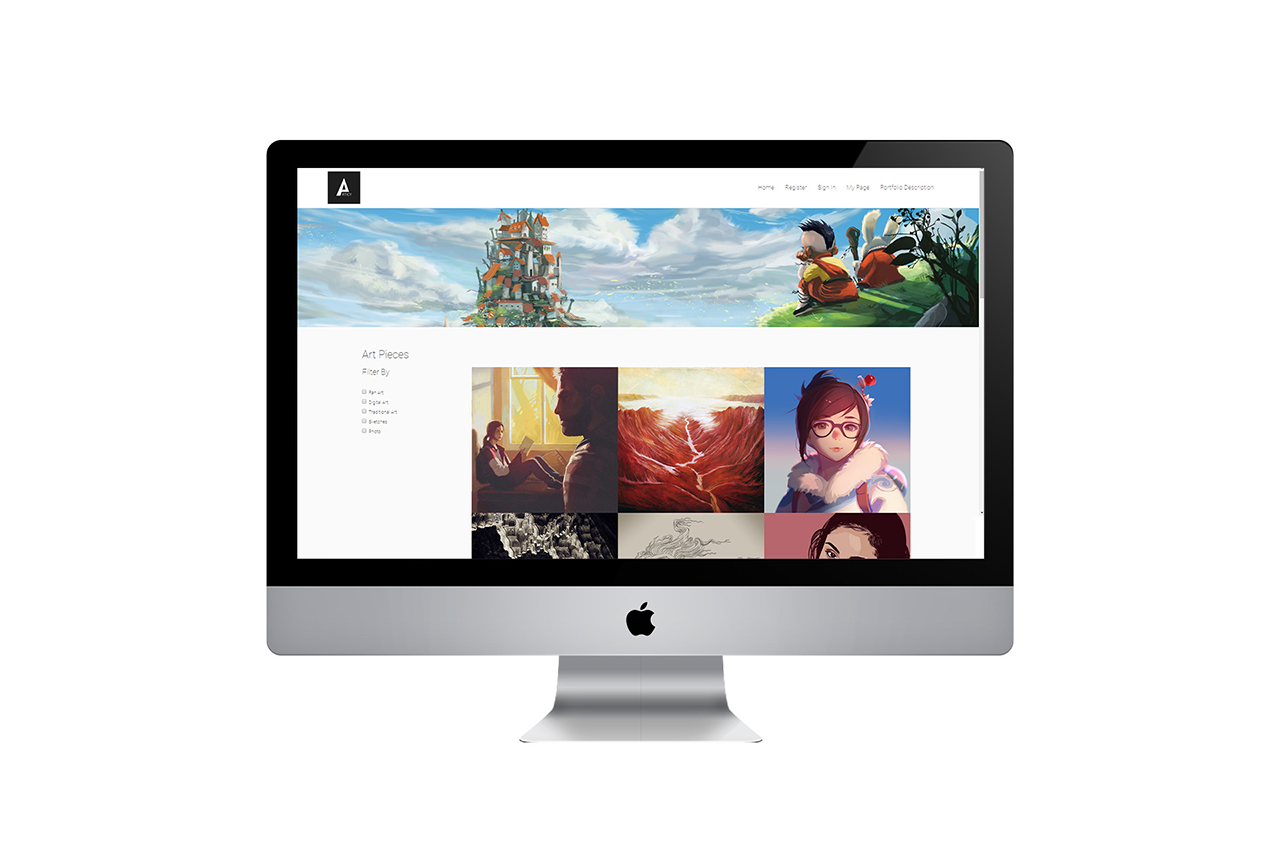 Home Register Sign In My Page Portfolio Description
Art Pieces
Filter By
Fan Art
Digital Art
Traditional Art
Sketches
Photo